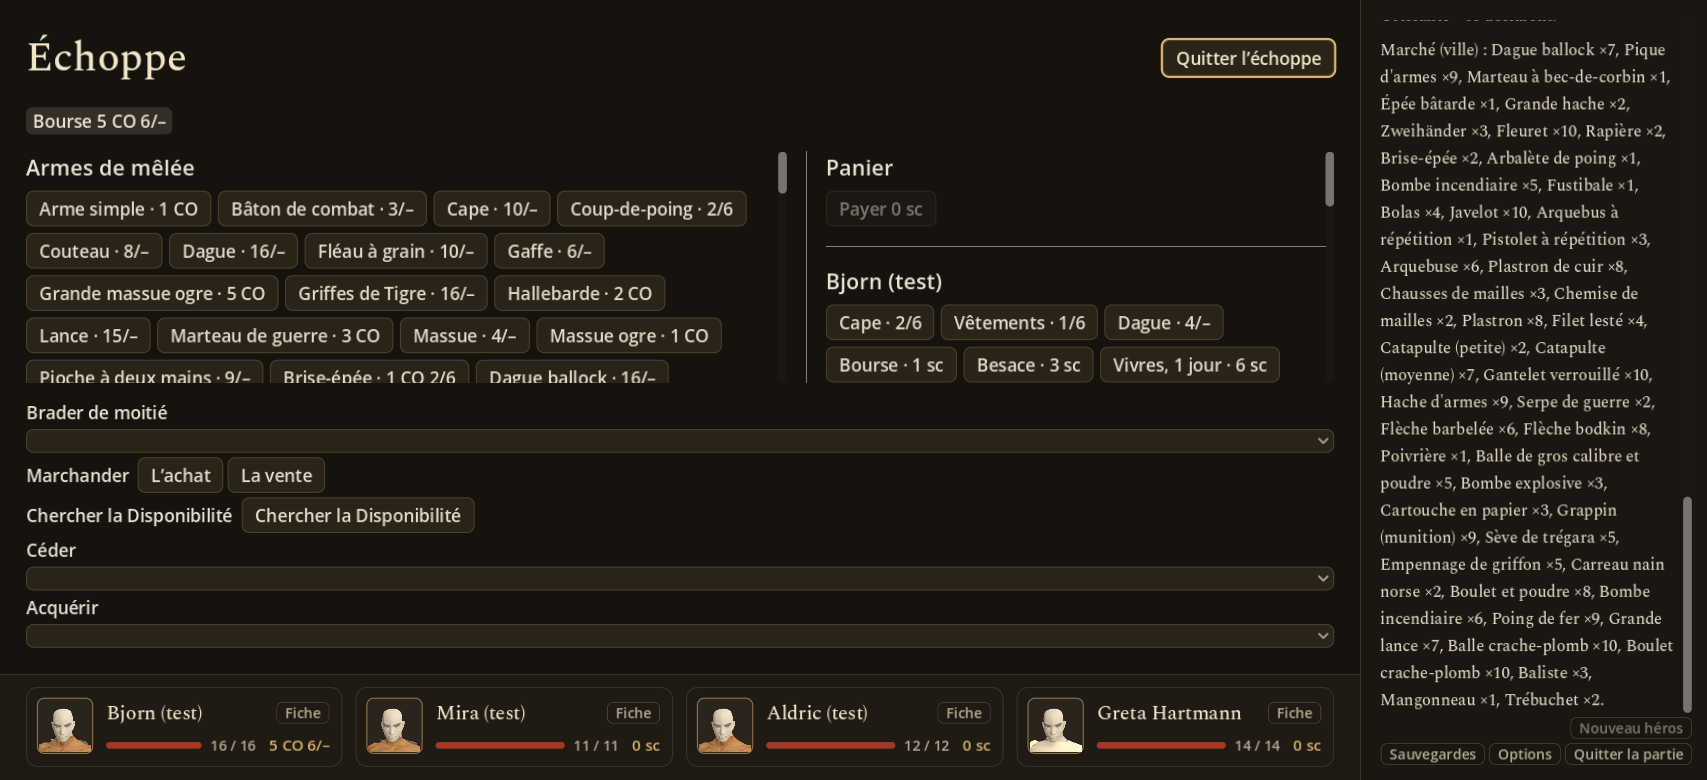 Échoppe
Quitter l'échoppe
Bourse 5 CO 6/–
Armes de mêlée
Arme simple · 1 CO
Bâton de combat · 3/–
Cape · 10/–
Coup-de-poing · 2/6
Couteau · 8/–
Dague · 16/–
Fléau à grain · 10/–
Gaffe · 6/–
Grande massue ogre · 5 CO
Griffes de Tigre · 16/–
Hallebarde · 2 CO
Lance · 15/–
Marteau de guerre · 3 CO
Massue · 4/–
Massue ogre · 1 CO
Pioche à deux mains · 9/–
Brise-épée · 1 CO 2/6
Dague ballock · 16/–
Panier
Payer 0 sc
Bjorn (test)
Cape · 2/6
Vêtements · 1/6
Dague · 4/–
Bourse · 1 sc
Besace · 3 sc
Vivres, 1 jour · 6 sc
Brader de moitié
Marchander
L'achat
La vente
Chercher la Disponibilité
Chercher la Disponibilité
Céder
Acquérir
Bjorn (test)
Fiche
16 / 16
5 CO 6/–
Mira (test)
Fiche
11 / 11
0 sc
Aldric (test)
Fiche
12 / 12
0 sc
Greta Hartmann
Fiche
14 / 14
0 sc
Marché (ville) : Dague ballock ×7, Pique
d'armes ×9, Marteau à bec-de-corbin ×1,
Épée bâtarde ×1, Grande hache ×2,
Zweihänder ×3, Fleuret ×10, Rapière ×2,
Brise-épée ×2, Arbalète de poing ×1,
Bombe incendiaire ×5, Fustibale ×1,
Bolas ×4, Javelot ×10, Arquebus à
répétition ×1, Pistolet à répétition ×3,
Arquebuse ×6, Plastron de cuir ×8,
Chausses de mailles ×3, Chemise de
mailles ×2, Plastron ×8, Filet lesté ×4,
Catapulte (petite) ×2, Catapulte
(moyenne) ×7, Gantelet verrouillé ×10,
Hache d'armes ×9, Serpe de guerre ×2,
Flèche barbelée ×6, Flèche bodkin ×8,
Poivrière ×1, Balle de gros calibre et
poudre ×5, Bombe explosive ×3,
Cartouche en papier ×3, Grappin
(munition) ×9, Sève de trégara ×5,
Empennage de griffon ×5, Carreau nain
norse ×2, Boulet et poudre ×8, Bombe
incendiaire ×6, Poing de fer ×9, Grande
lance ×7, Balle crache-plomb ×10, Boulet
crache-plomb ×10, Baliste ×3,
Mangonneau ×1, Trébuchet ×2.
Nouveau héros
Sauvegardes
Options
Quitter la partie